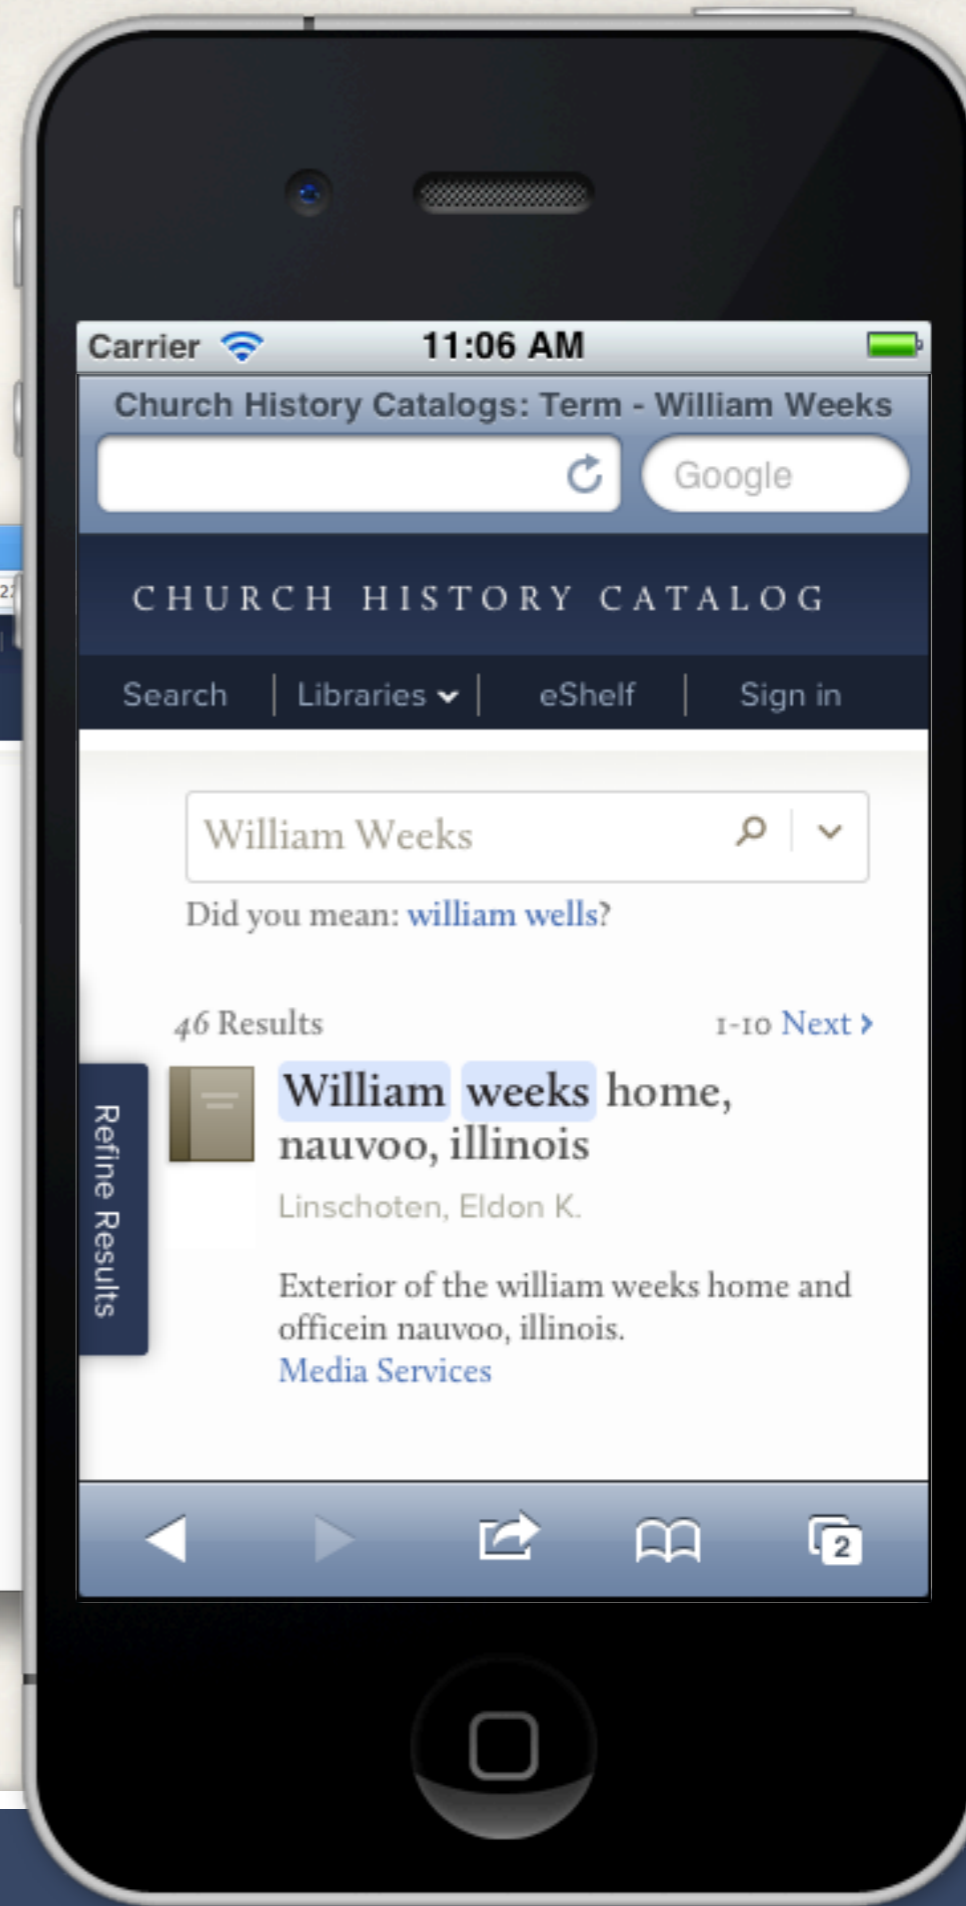 Carrier 11:06 AM
Church History Catalogs: Term - William Weeks
Google
CHURCH HISTORY CATALOG
Search Libraries eShelf Sign in
William Weeks
Did you mean: william wells?
46 Results 1-10 Next
William weeks home,
nauvoo, illinois
Linschoten, Eldon K.
Refine Results
Exterior of the william weeks home and
officein nauvoo, illinois.
Media Services
2